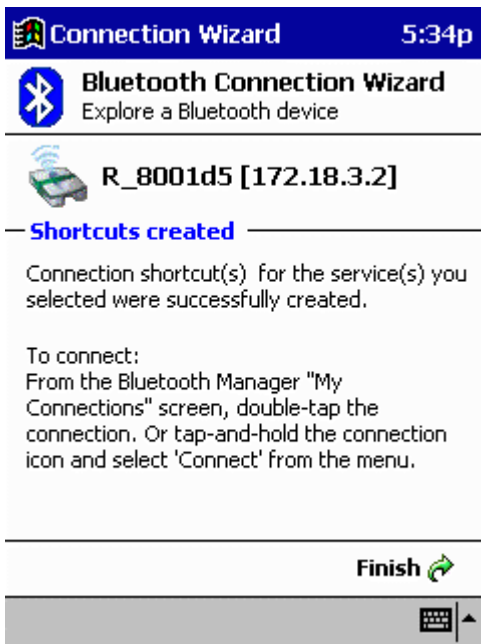 Connection Wizard 5:34p
Bluetooth Connection Wizard
Explore a Bluetooth device
R_8001d5 [172.18.3.2]
Shortcuts created
Connection shortcut(s) for the service(s) you
selected were successfully created.
To connect:
From the Bluetooth Manager "My
Connections" screen, double-tap the
connection. Or tap-and-hold the connection
icon and select 'Connect' from the menu.
Finish